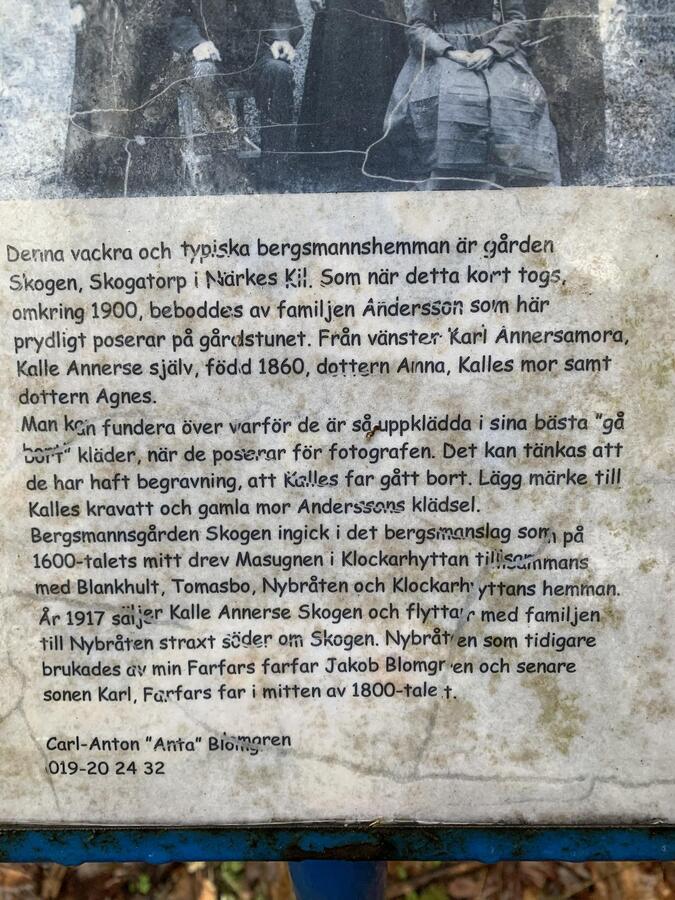 Denna vackra och typiska bergsmannshemman är gården
Skogen, Skogatorp i Närkes Kil. Som när detta kort togs,
omkring 1900, beboddes av familjen Andersson som här
prydligt poserar på gårdstunet. Från vänster Karl Annersamora,
Kalle Annerse själv, född 1860, dottern Anna, Kalles mor samt
dottern Agnes.
Man kan fundera över varför de är så uppklädda i sina bästa "gå
bort" kläder, när de poserar för fotografen. Det kan tänkas att
de har haft begravning, att Kalles far gått bort. Lägg märke till
Kalles kravatt och gamla mor Anderssons klädsel.
Bergsmannsgården Skogen ingick i det bergsmanslag som på
1600-talets mitt drev Masugnen i Klockarhyttan tillsammans
med Blankhult, Tomasbo, Nybråten och Klockarhyttans hemman.
År 1917 säljer Kalle Annerse Skogen och flyttar med familjen
till Nybråten straxt söder om Skogen. Nybråten som tidigare
brukades av min Farfars farfar Jakob Blomgren och senare
sonen Karl, Farfars far i mitten av 1800-talet.
Carl-Anton "Anta" Blomgren
019-20 24 32